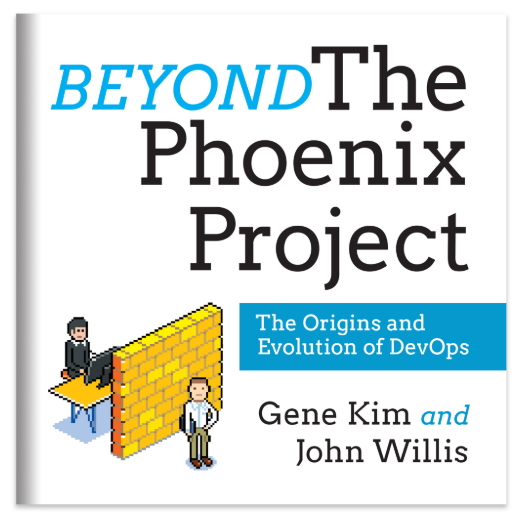 BEYOND The
Phoenix
Project
The Origins and
Evolution of DevOps
Gene Kim and
John Willis